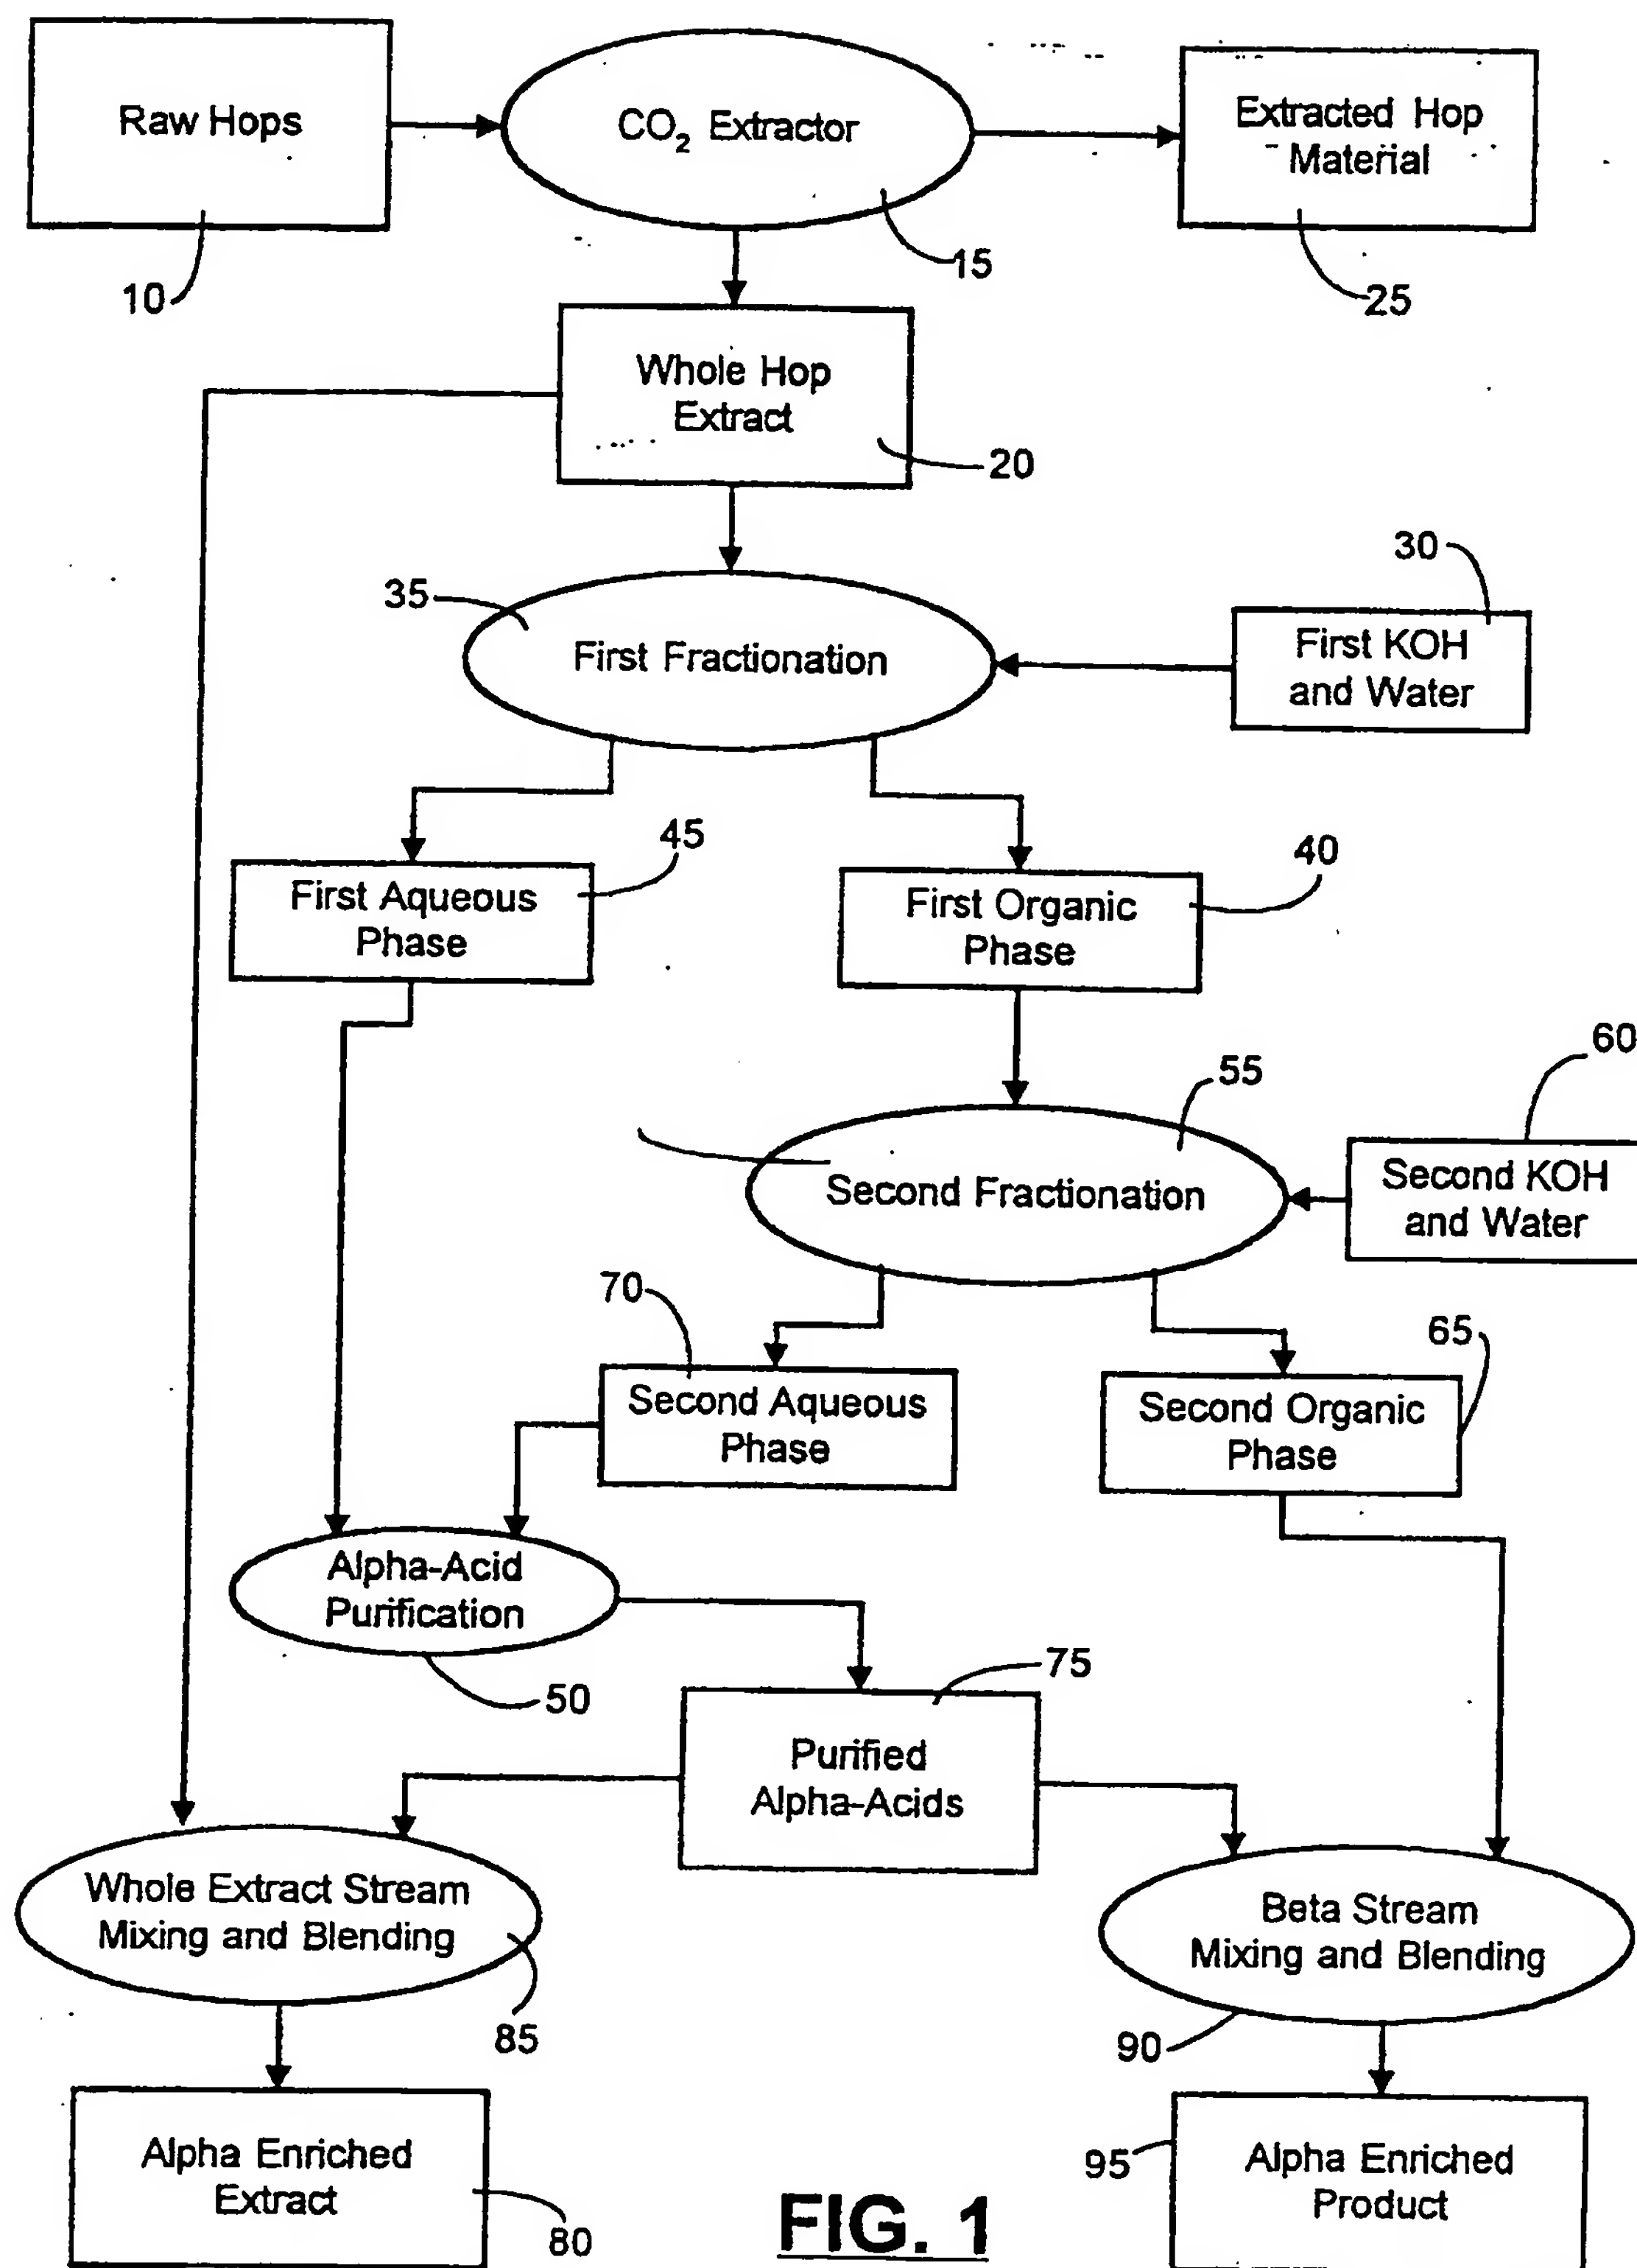 Raw Hops
CO₂ Extractor
Extracted Hop
Material
10
15
25
Whole Hop
Extract
20
30
35
First Fractionation
First KOH
and Water
45
40
First Aqueous
Phase
First Organic
Phase
60
55
Second Fractionation
Second KOH
and Water
70
65
Second Aqueous
Phase
Second Organic
Phase
Alpha-Acid
Purification
50
75
Purified
Alpha-Acids
Whole Extract Stream
Mixing and Blending
Beta Stream
Mixing and Blending
85
90
Alpha Enriched
Extract
80
95
Alpha Enriched
Product
FIG. 1